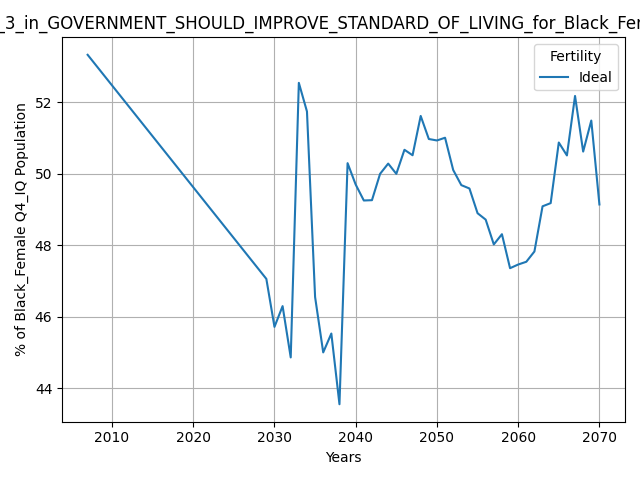 _3_in_GOVERNMENT_SHOULD_IMPROVE_STANDARD_OF_LIVING_for_Black_Fe
Fertility
Ideal
52
50
48
46
44
% of Black_Female Q4_IQ Population
2010 2020 2030 2040 2050 2060 2070
Years